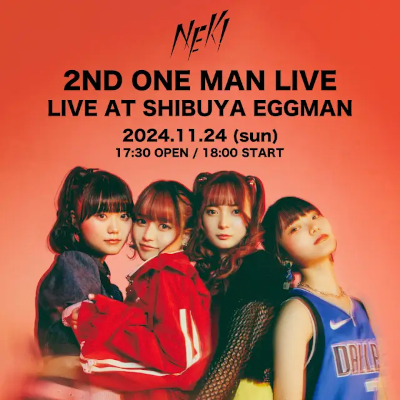 NEKI
2ND ONE MAN LIVE
LIVE AT SHIBUYA EGGMAN
2024.11.24 (sun)
17:30 OPEN / 18:00 START